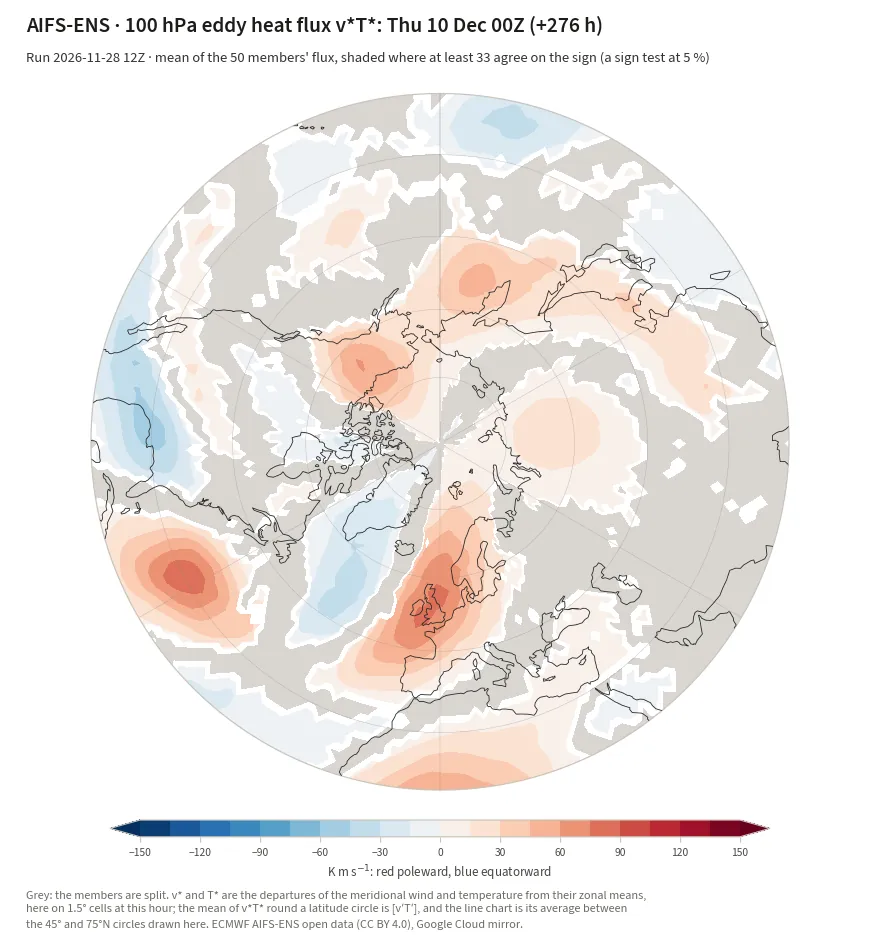 AIFS-ENS · 100 hPa eddy heat flux v*T*: Thu 10 Dec 00Z (+276 h)
Run 2026-11-28 12Z · mean of the 50 members' flux, shaded where at least 33 agree on the sign (a sign test at 5 %)
−150 −120 −90 −60 −30 0 30 60 90 120 150
K m s⁻¹: red poleward, blue equatorward
Grey: the members are split. v* and T* are the departures of the meridional wind and temperature from their zonal means,
here on 1.5° cells at this hour; the mean of v*T* round a latitude circle is [v'T'], and the line chart is its average between
the 45° and 75°N circles drawn here. ECMWF AIFS-ENS open data (CC BY 4.0), Google Cloud mirror.